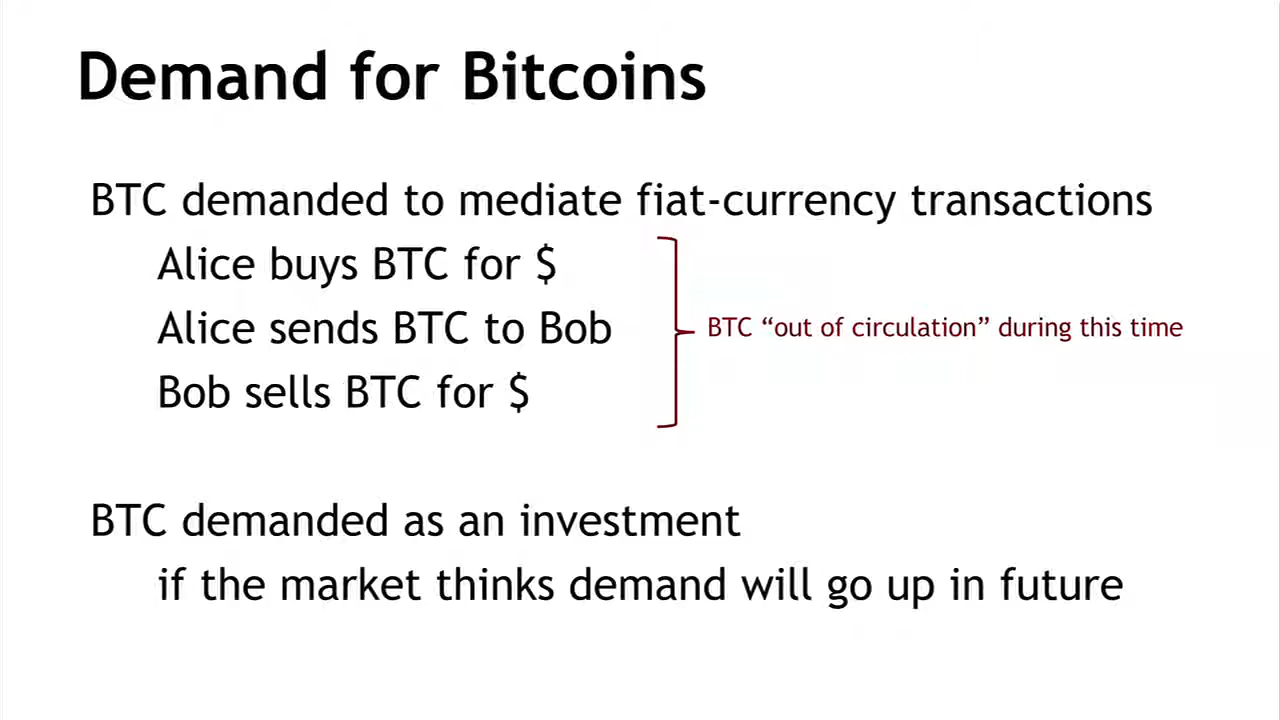 Demand for Bitcoins
BTC demanded to mediate fiat-currency transactions
Alice buys BTC for $
Alice sends BTC to Bob
BTC “out of circulation” during this time
Bob sells BTC for $
BTC demanded as an investment
if the market thinks demand will go up in future